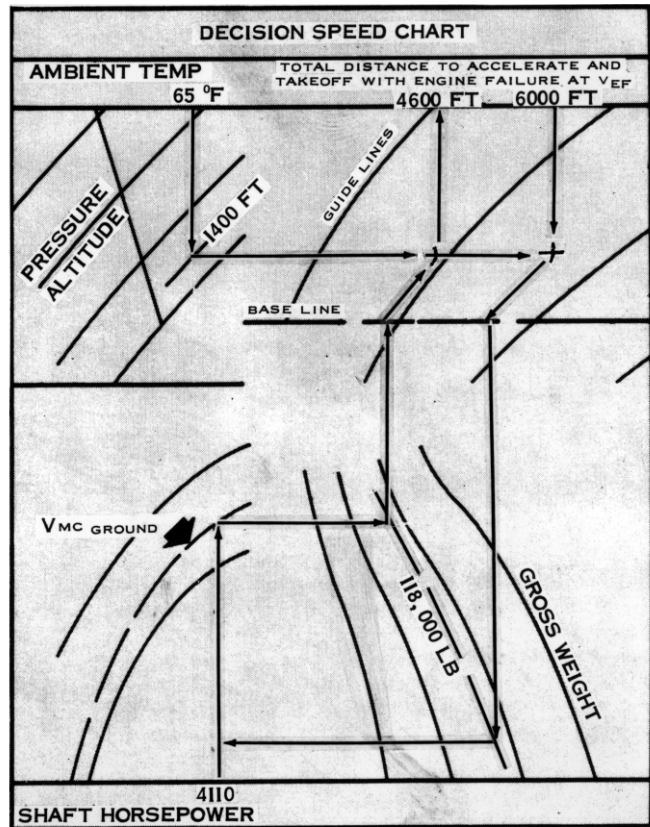 DECISION SPEED CHART
AMBIENT TEMP
65 °F
TOTAL DISTANCE TO ACCELERATE AND
TAKEOFF WITH ENGINE FAILURE AT VEF
4600 FT
6000 FT
GUIDE LINES
1400 FT
PRESSURE
ALTITUDE
BASE LINE
VMC GROUND
118,000 LB
GROSS WEIGHT
4110
SHAFT HORSEPOWER